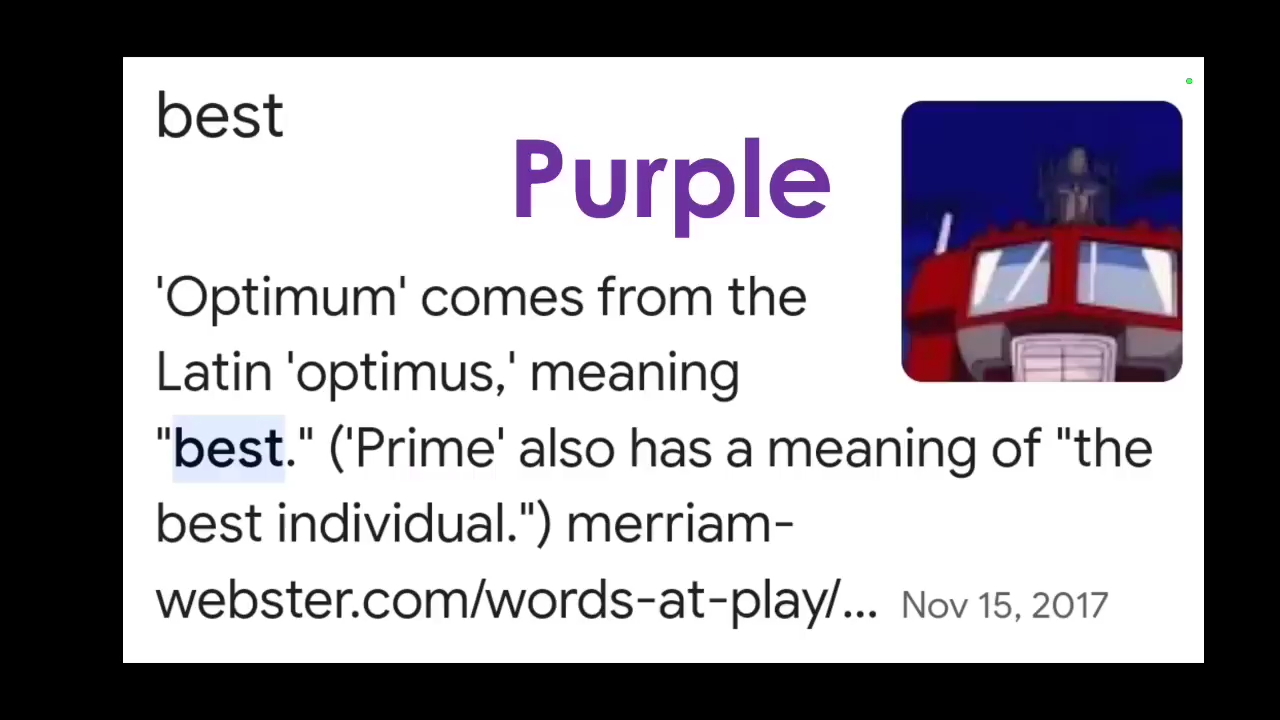 best
Purple
'Optimum' comes from the
Latin 'optimus,' meaning
"best." ('Prime' also has a meaning of "the
best individual.") merriam-
webster.com/words-at-play/... Nov 15, 2017